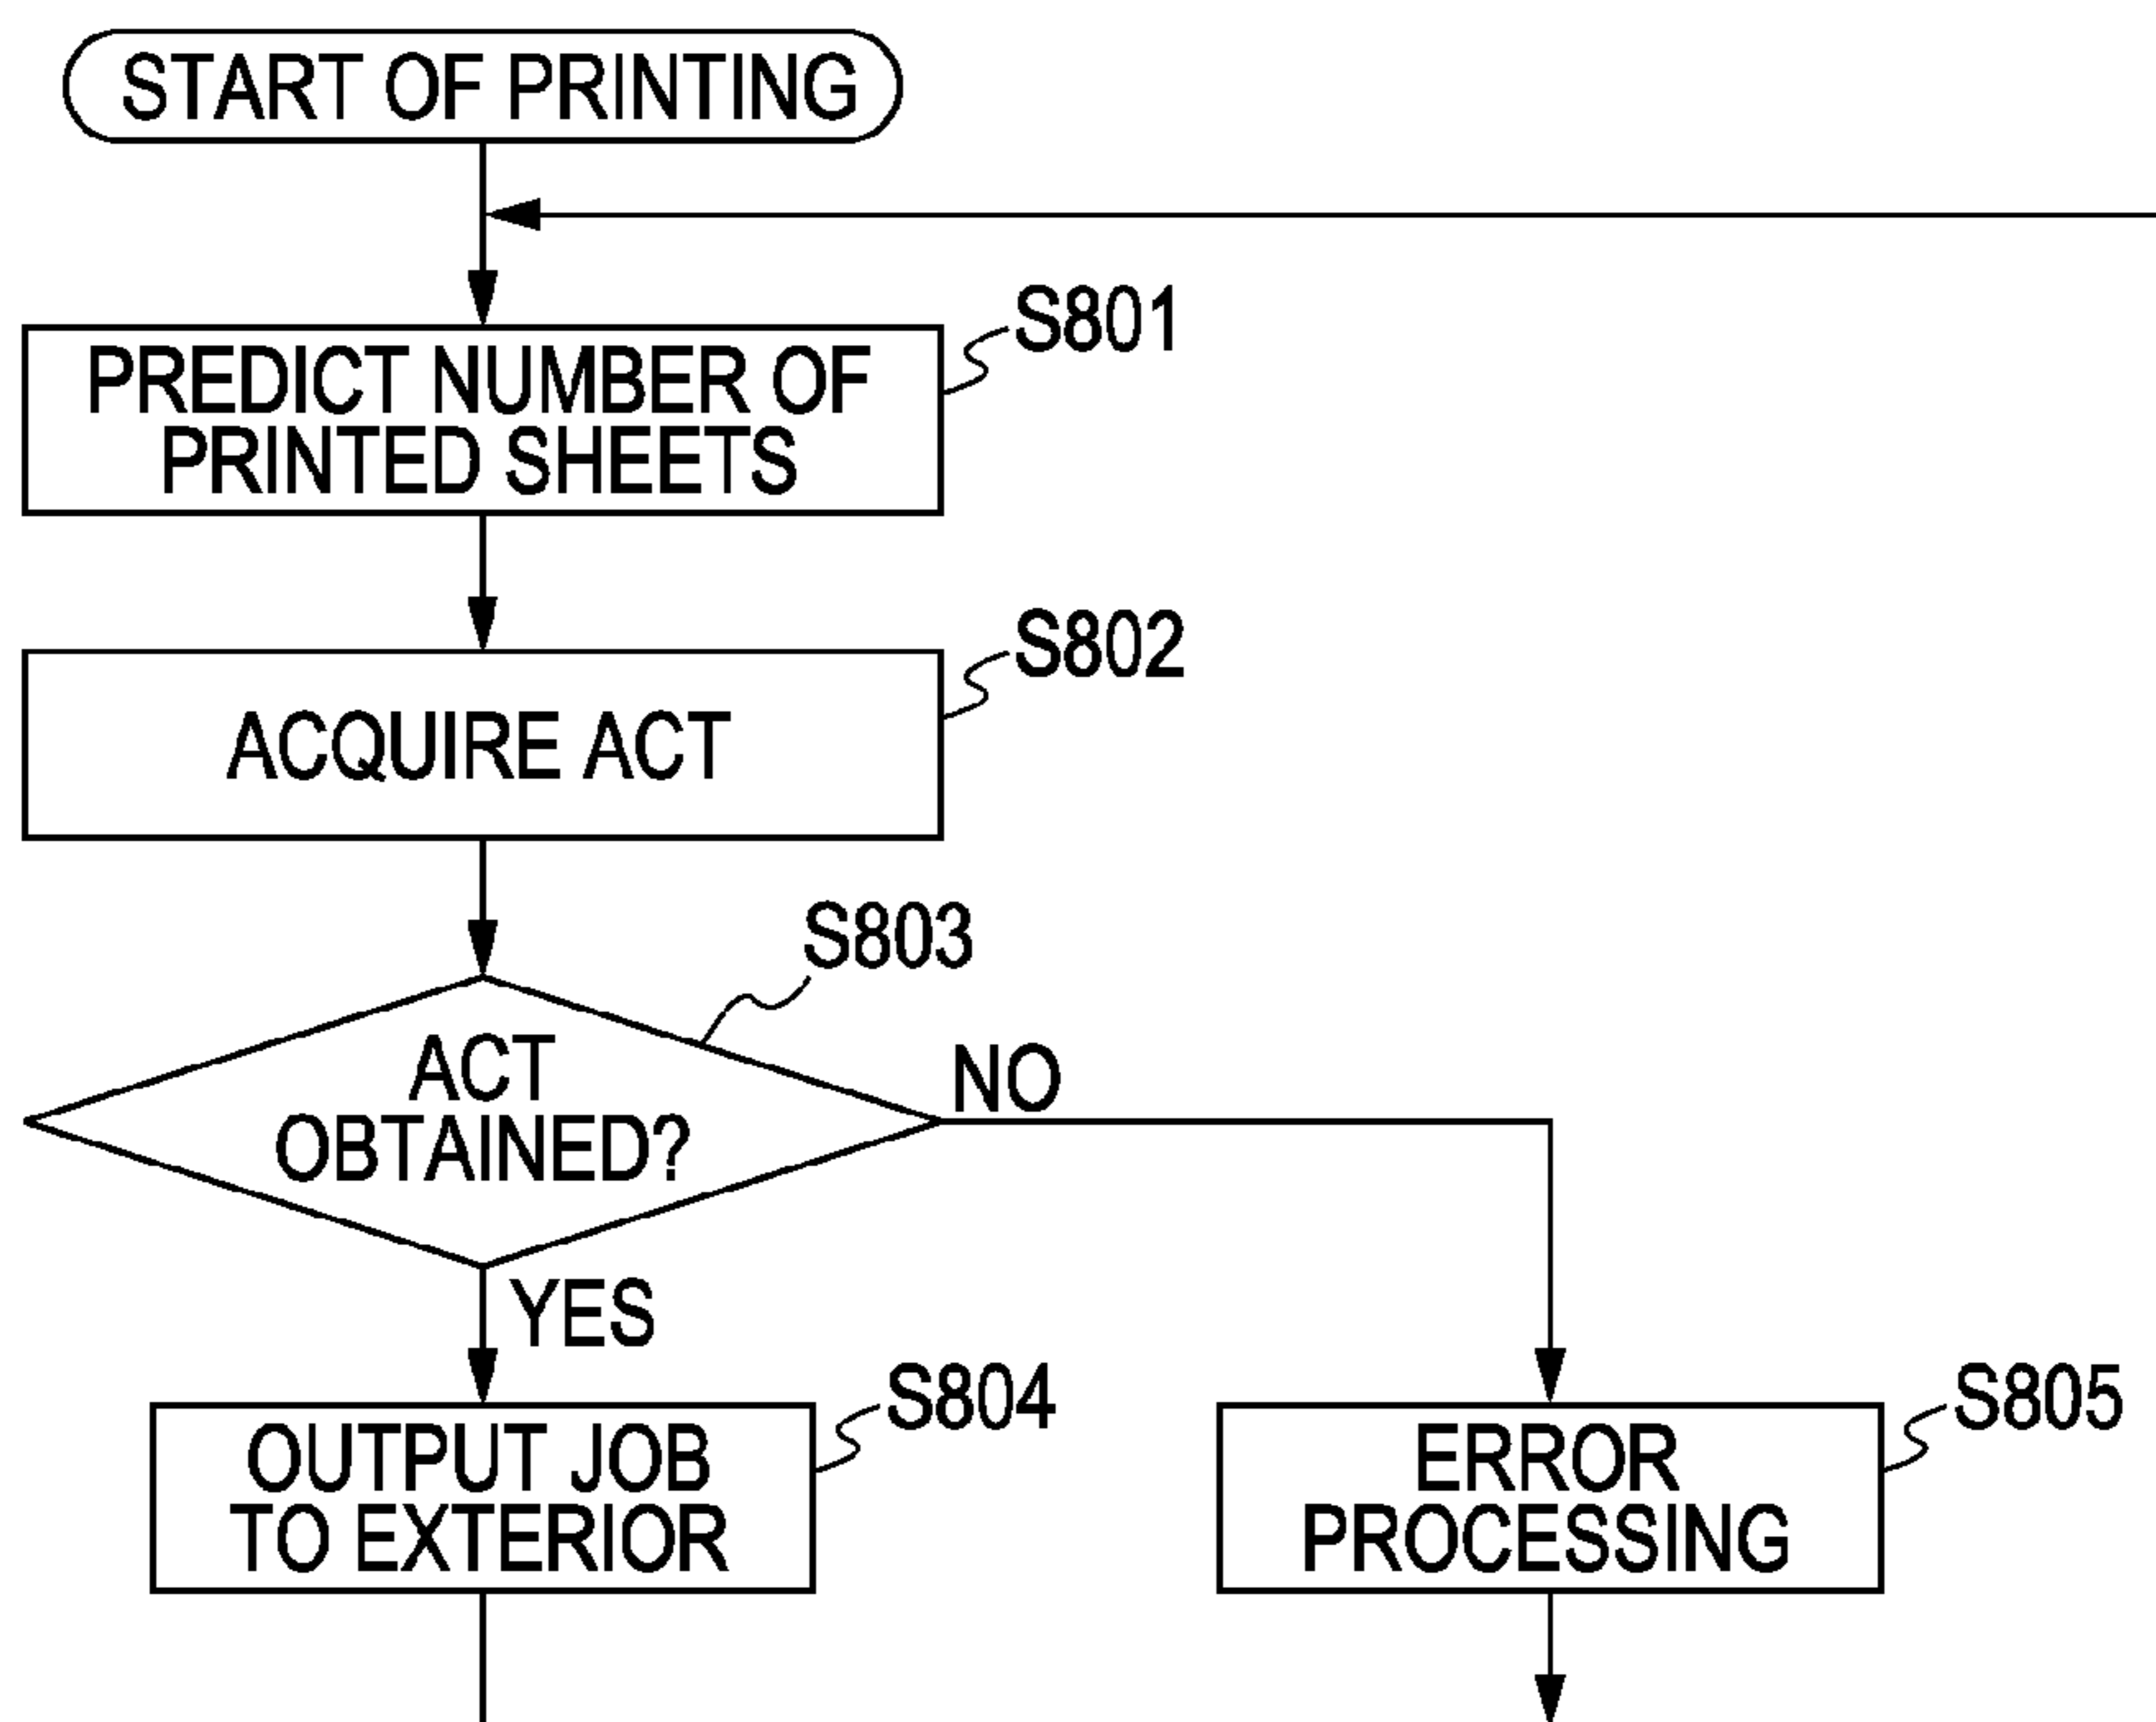 START OF PRINTING
S801
PREDICT NUMBER OF
PRINTED SHEETS
S802
ACQUIRE ACT
S803
ACT
OBTAINED?
NO
YES
S804
OUTPUT JOB
TO EXTERIOR
S805
ERROR
PROCESSING